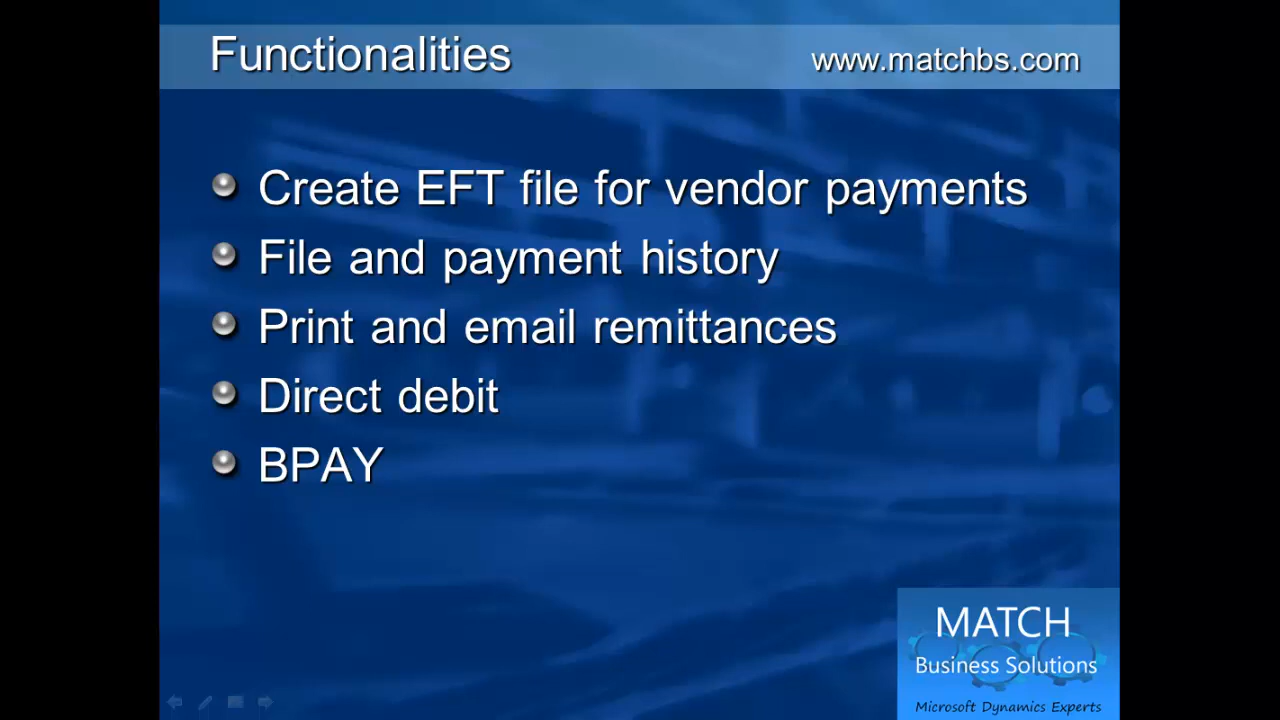 Functionalities
www.matchbs.com
Create EFT file for vendor payments
File and payment history
Print and email remittances
Direct debit
BPAY
MATCH
Business Solutions
Microsoft Dynamics Experts